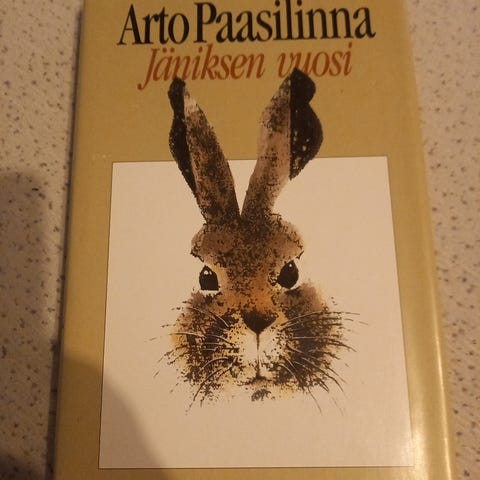 Arto Paasilinna
Jäniksen vuosi